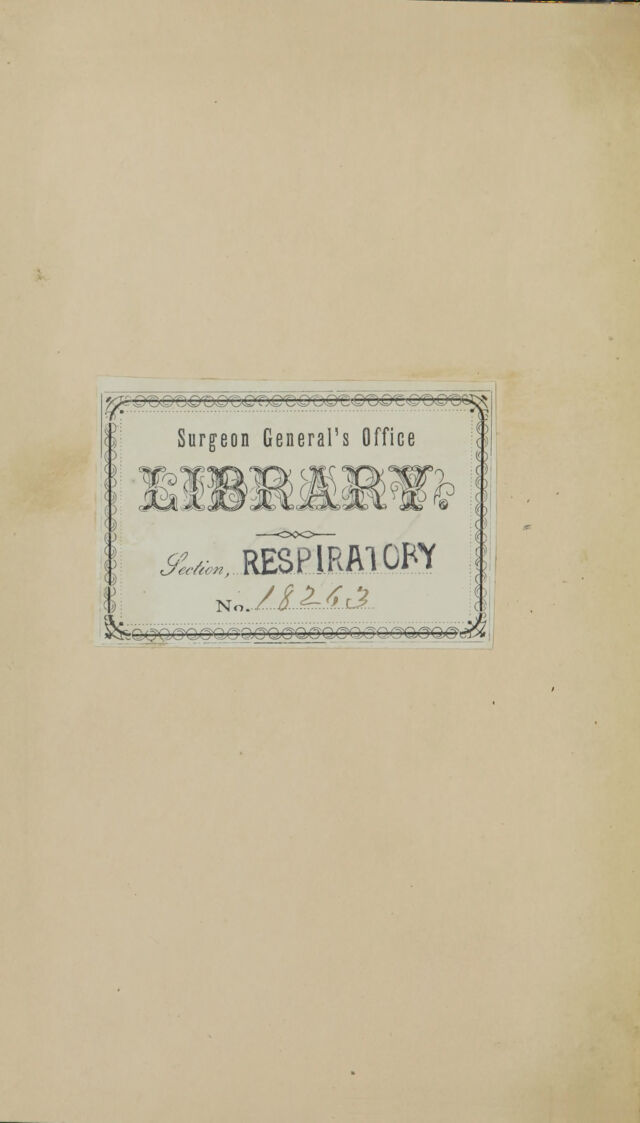 Surgeon General's Office
LIBRARY.
Section, RESPIRATORY
No. 18263